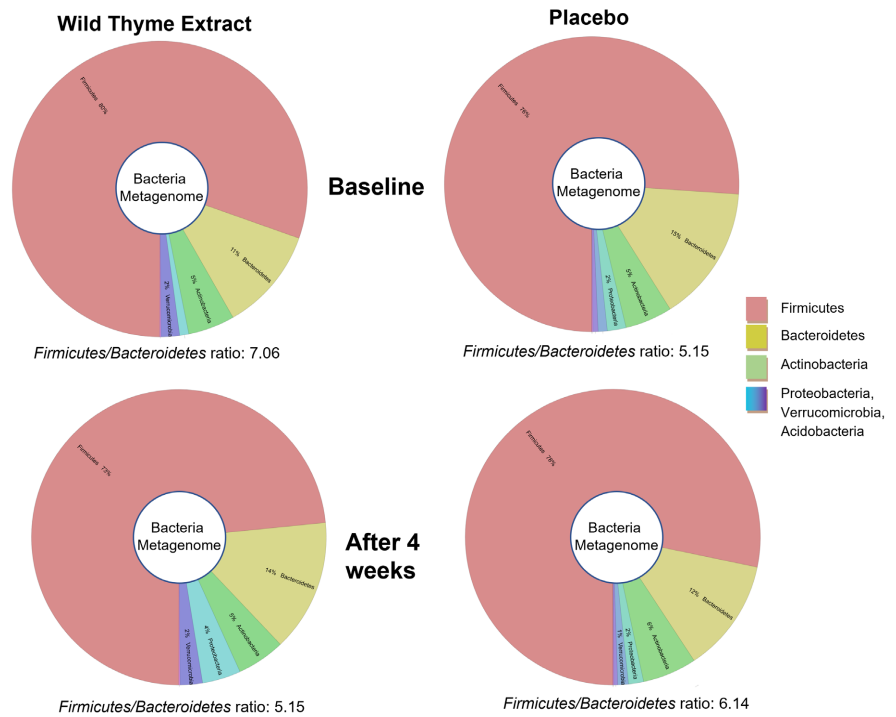 Wild Thyme Extract
Placebo
Firmicutes 80%
Bacteria
Metagenome
11% Bacteroidetes
5% Actinobacteria
2% Verrucomicrobia
Firmicutes/Bacteroidetes ratio: 7.06
Baseline
Firmicutes 76%
Bacteria
Metagenome
15% Bacteroidetes
5% Actinobacteria
2% Proteobacteria
Firmicutes/Bacteroidetes ratio: 5.15
Firmicutes
Bacteroidetes
Actinobacteria
Proteobacteria,
Verrucomicrobia,
Acidobacteria
Firmicutes 73%
Bacteria
Metagenome
14% Bacteroidetes
5% Actinobacteria
4% Proteobacteria
2% Verrucomicrobia
Firmicutes/Bacteroidetes ratio: 5.15
After 4
weeks
Firmicutes 78%
Bacteria
Metagenome
12% Bacteroidetes
6% Actinobacteria
2% Proteobacteria
1% Verrucomicrobia
Firmicutes/Bacteroidetes ratio: 6.14